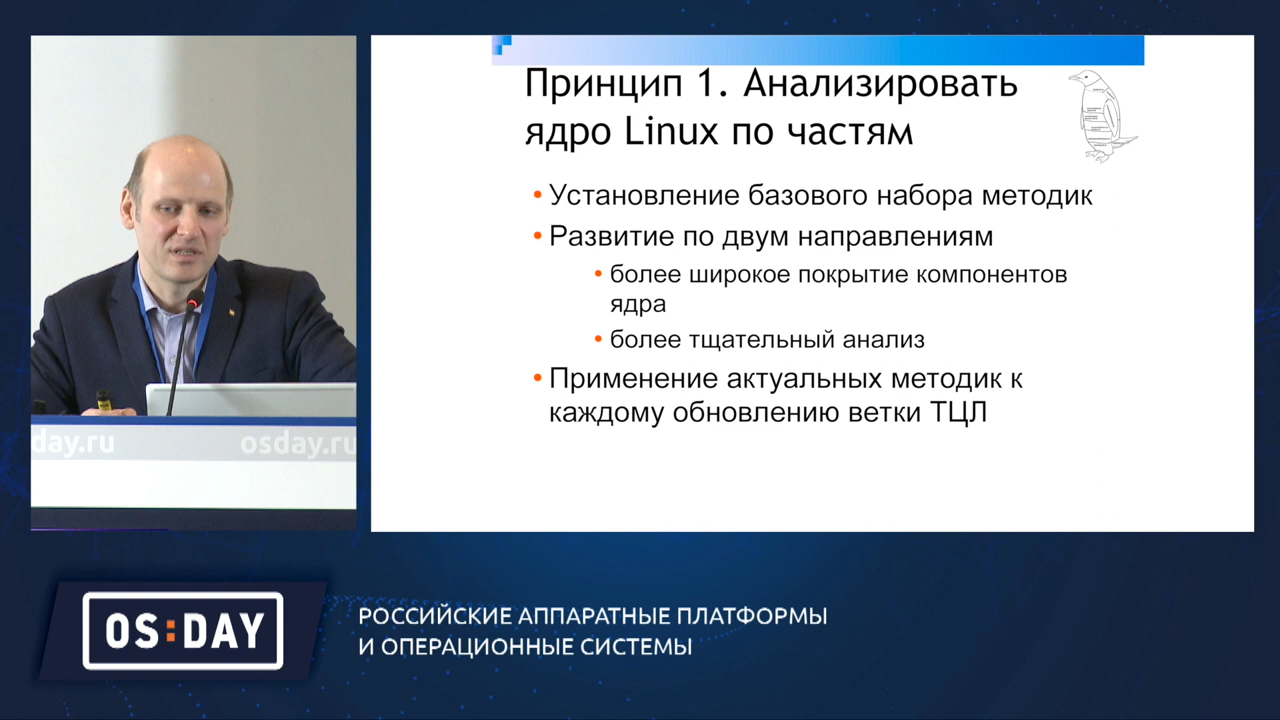 Принцип 1. Анализировать
ядро Linux по частям
• Установление базового набора методик
• Развитие по двум направлениям
• более широкое покрытие компонентов
ядра
• более тщательный анализ
• Применение актуальных методик к
каждому обновлению ветки ТЦЛ
day.ru
osday.ru
OS:DAY
РОССИЙСКИЕ АППАРАТНЫЕ ПЛАТФОРМЫ
И ОПЕРАЦИОННЫЕ СИСТЕМЫ